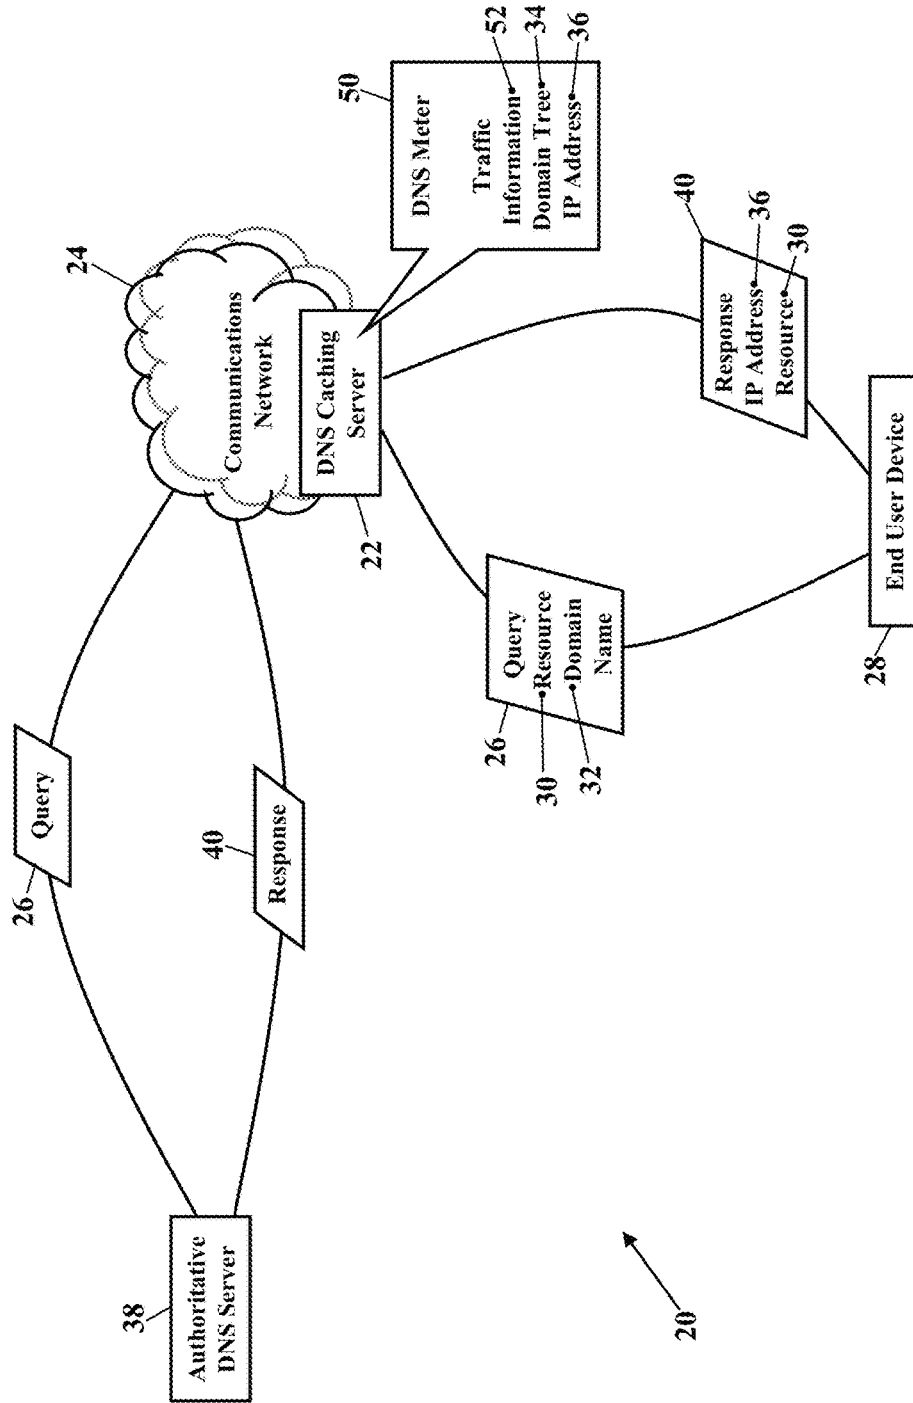 24
Communications
Network
DNS Caching
Server
22
50
DNS Meter
Traffic
Information
52
Domain Tree
34
IP Address
36
26
Query
40
Response
38
Authoritative
DNS Server
26
Query
Resource
30
Domain
Name
32
40
Response
IP Address
36
Resource
30
28
End User Device
20